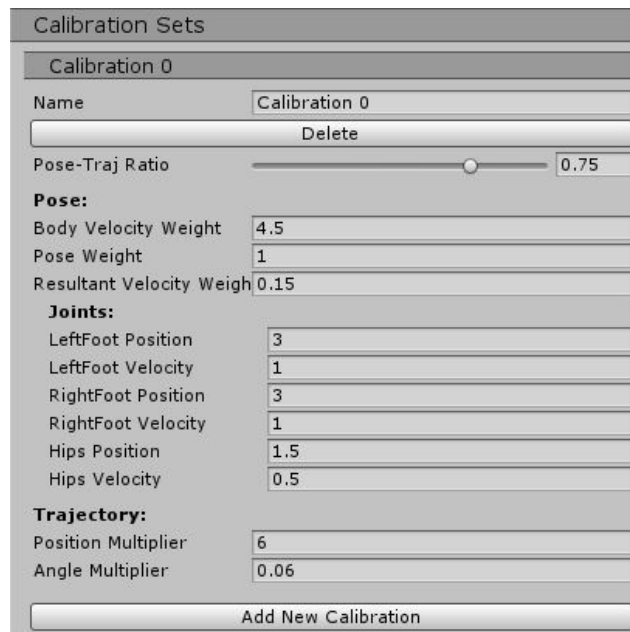 Calibration Sets
Calibration 0
Name Calibration 0
Delete
Pose-Traj Ratio 0.75
Pose:
Body Velocity Weight 4.5
Pose Weight 1
Resultant Velocity Weigh 0.15
Joints:
LeftFoot Position 3
LeftFoot Velocity 1
RightFoot Position 3
RightFoot Velocity 1
Hips Position 1.5
Hips Velocity 0.5
Trajectory:
Position Multiplier 6
Angle Multiplier 0.06
Add New Calibration